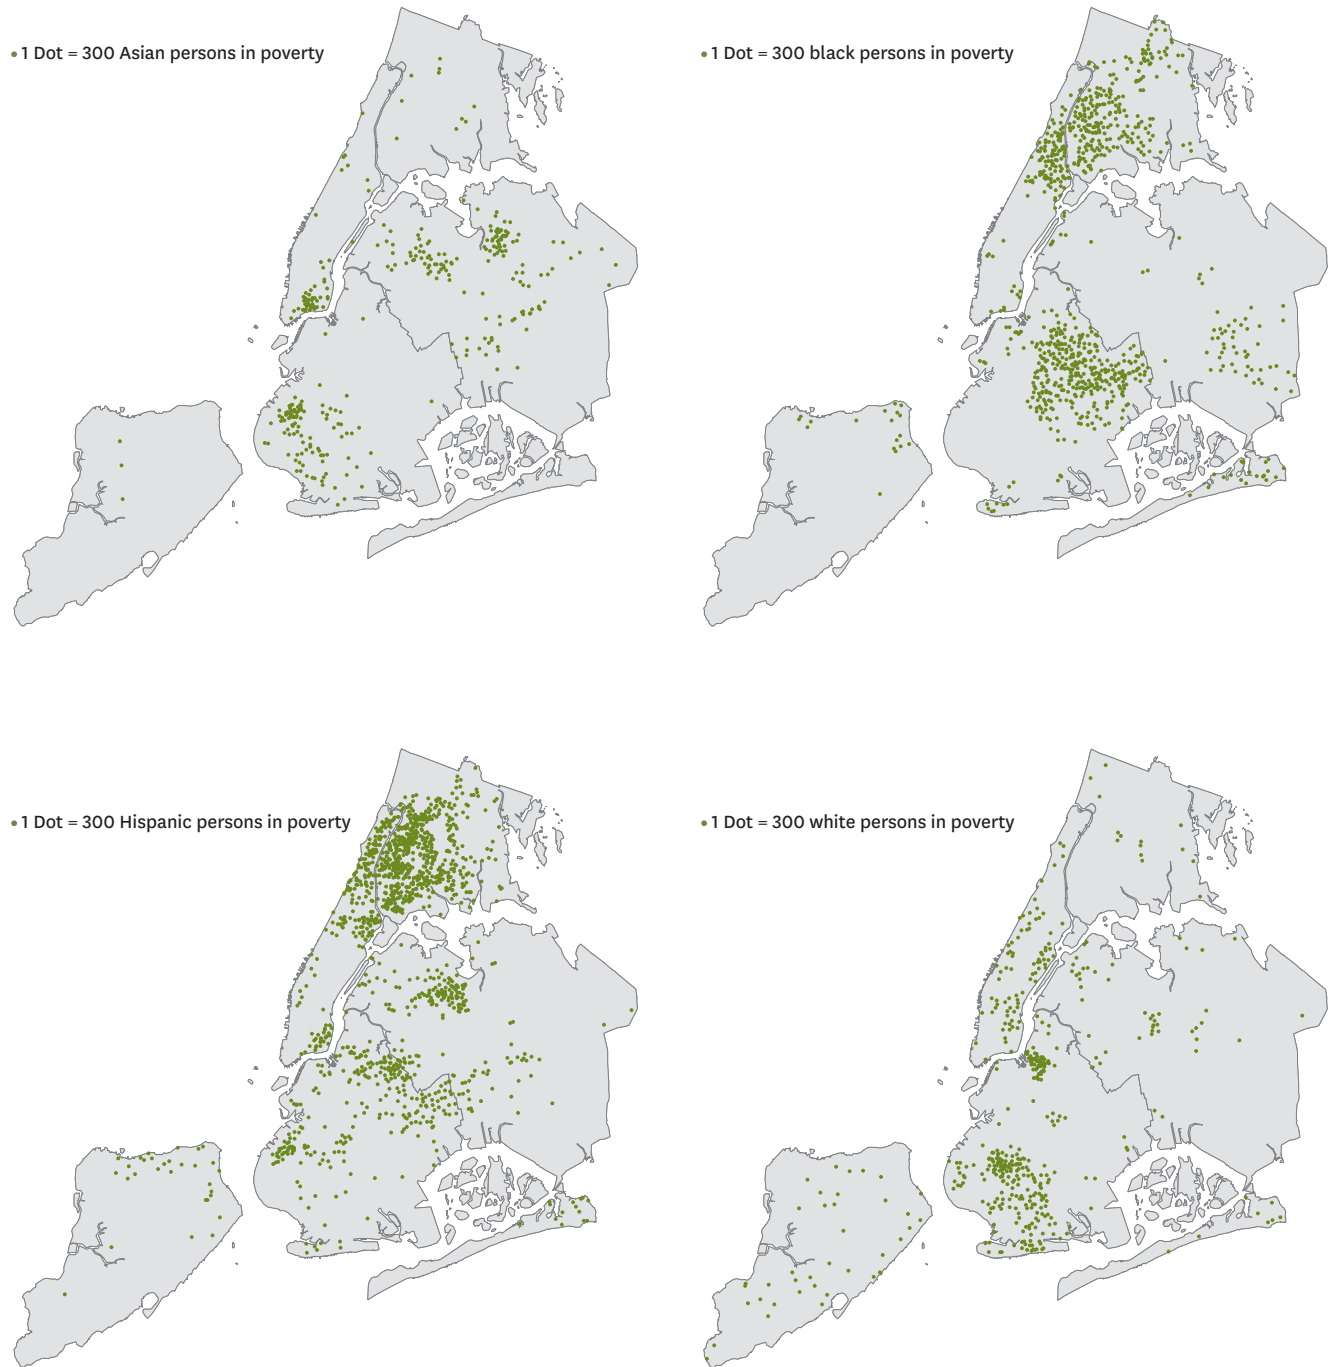 1 Dot = 300 Asian persons in poverty
1 Dot = 300 black persons in poverty
1 Dot = 300 Hispanic persons in poverty
1 Dot = 300 white persons in poverty